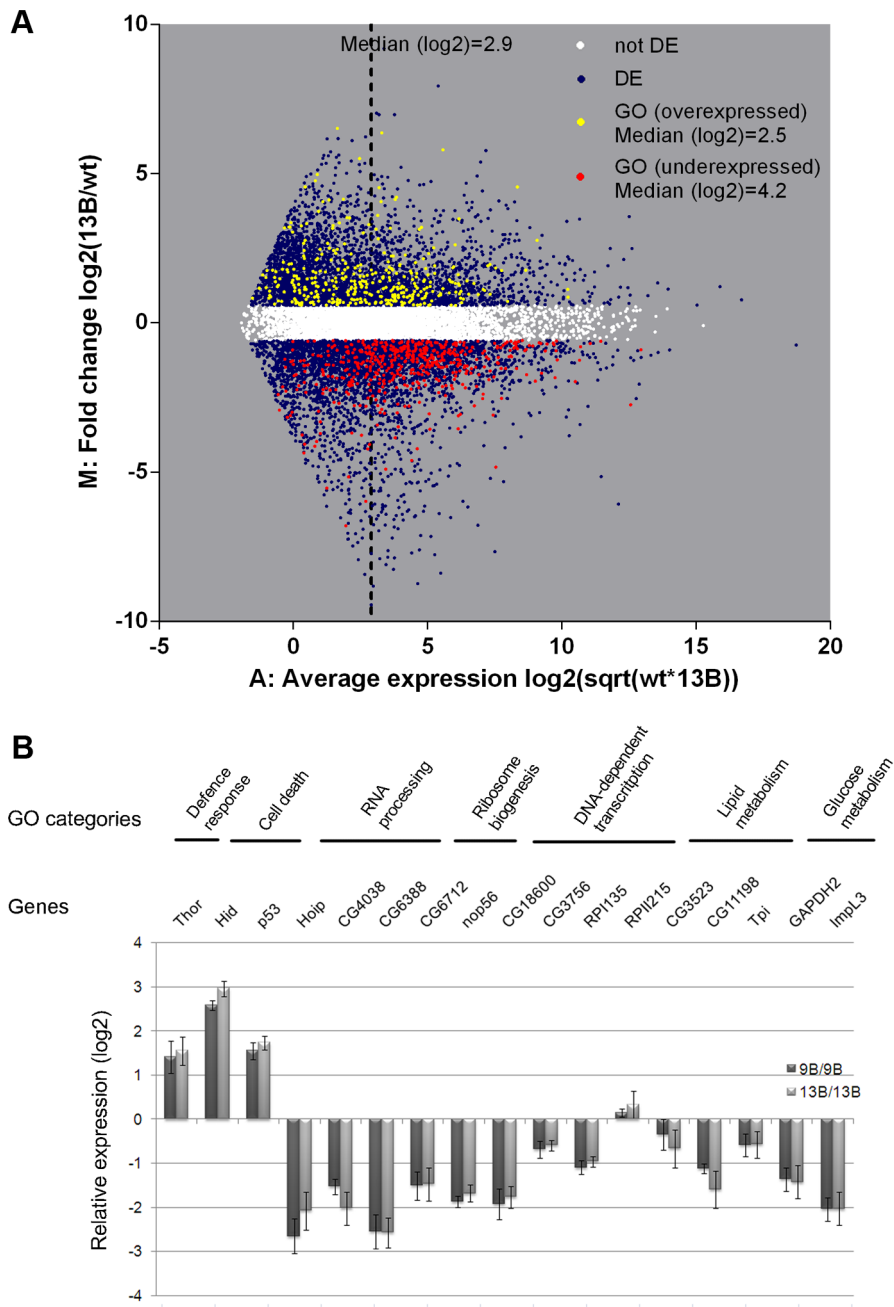 A
10
5
0
-5
-10
M: Fold change log2(13B/wt)
Median (log2)=2.9
not DE
DE
GO (overexpressed)
Median (log2)=2.5
GO (underexpressed)
Median (log2)=4.2
-5
0
5
10
15
20
A: Average expression log2(sqrt(wt*13B))
B
GO categories
Defence
response
Cell death
RNA
processing
Ribosome
biogenesis
DNA-dependent
transcritption
Lipid
metabolism
Glucose
metabolism
Genes
Thor
Hid
p53
Hoip
CG4038
CG6388
CG6712
nop56
CG18600
CG3756
RPI135
RPII215
CG3523
CG11198
Tpi
GAPDH2
ImpL3
4
3
2
1
0
-1
-2
-3
-4
Relative expression (log2)
9B/9B
13B/13B